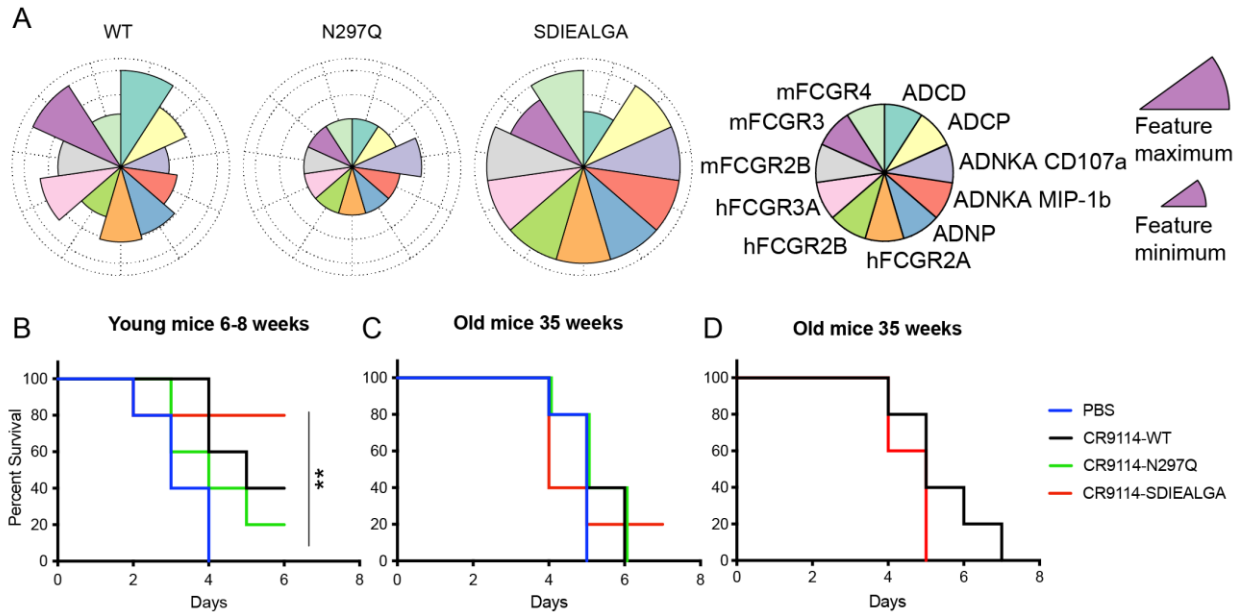 A
WT
N297Q
SDIEALGA
mFCGR4
mFCGR3
mFCGR2B
hFCGR3A
hFCGR2B
hFCGR2A
ADNP
ADNKA MIP-1b
ADNKA CD107a
ADCP
ADCD
Feature
maximum
Feature
minimum
B
Young mice 6-8 weeks
Percent Survival
100
80
60
40
20
0
0 2 4 6 8
Days
**
C
Old mice 35 weeks
100
80
60
40
20
0
0 2 4 6 8
Days
D
Old mice 35 weeks
100
80
60
40
20
0
0 2 4 6 8
Days
PBS
CR9114-WT
CR9114-N297Q
CR9114-SDIEALGA